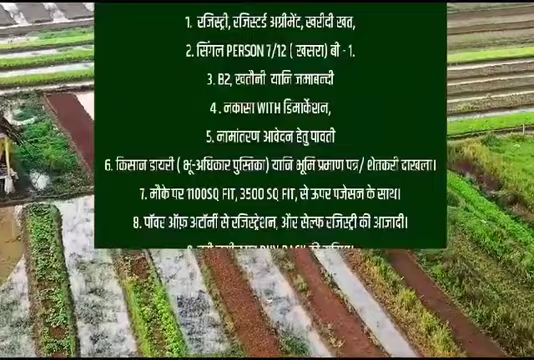 1. रजिस्ट्री, रजिस्टर्ड अग्रीमेंट, खरीदी खत,
2. सिंगल PERSON 7/12 ( खसरा) बी - 1.
3. B2, खतौनी यानि जमाबन्दी
4. नकासा WITH डिमार्केशन,
5. नामांतरण आवेदन हेतु पावती
6. किसान डायरी ( भू-अधिकार पुस्तिका) यानि भूमि प्रमाण पत्र/ शेतकरी दाखला।
7. मौके पर 1100SQ FIT, 3500 SQ FIT, से ऊपर पजेसन के साथ।
8. पॉवर ऑफ़ अटॉर्नी से रजिस्ट्रेशन, और सेल्फ रजिस्ट्री की आजादी।